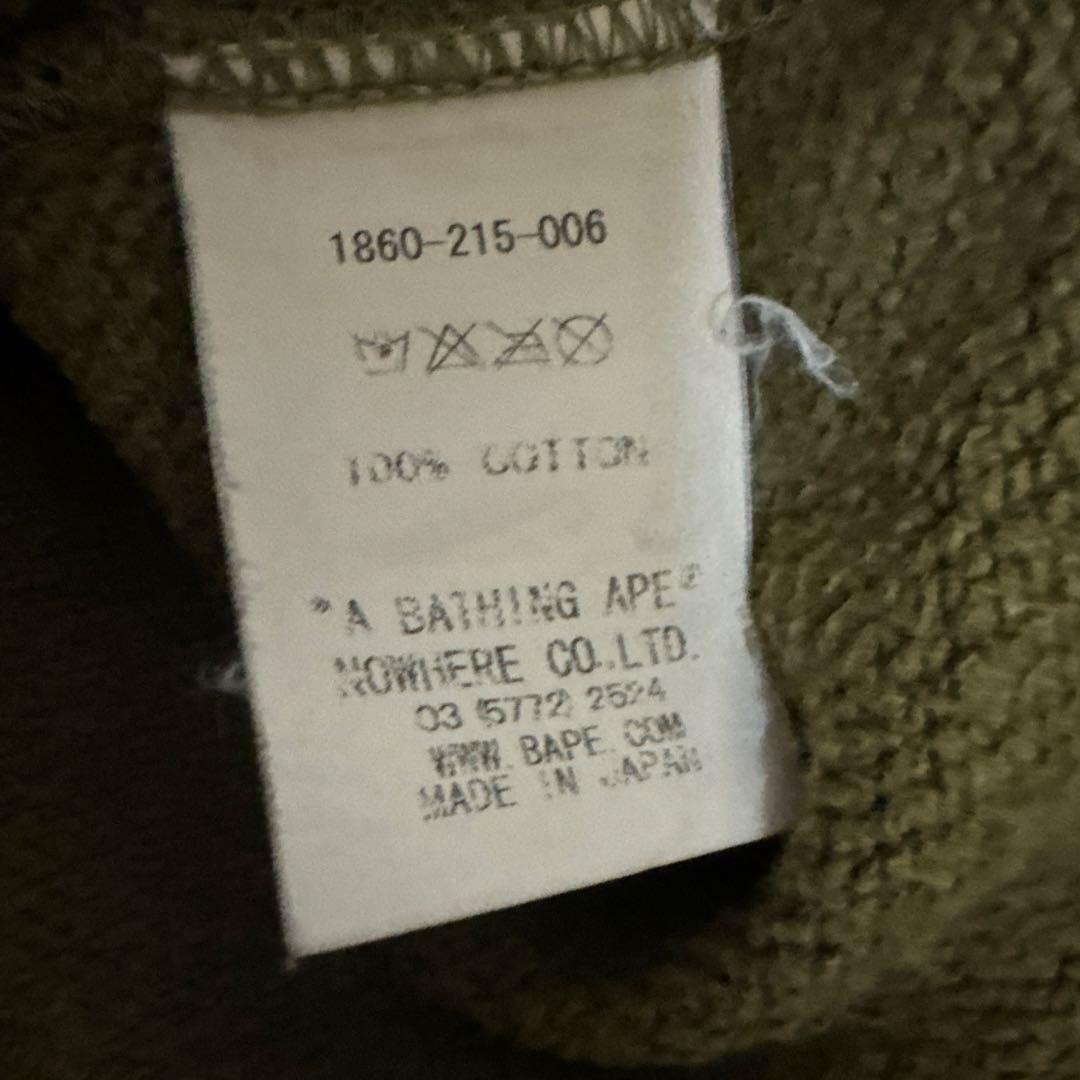 1860-215-006
100% COTTON
"A BATHING APE®
NOWHERE CO.,LTD.
03 (5772) 2524
WWW.BAPE.COM
MADE IN JAPAN